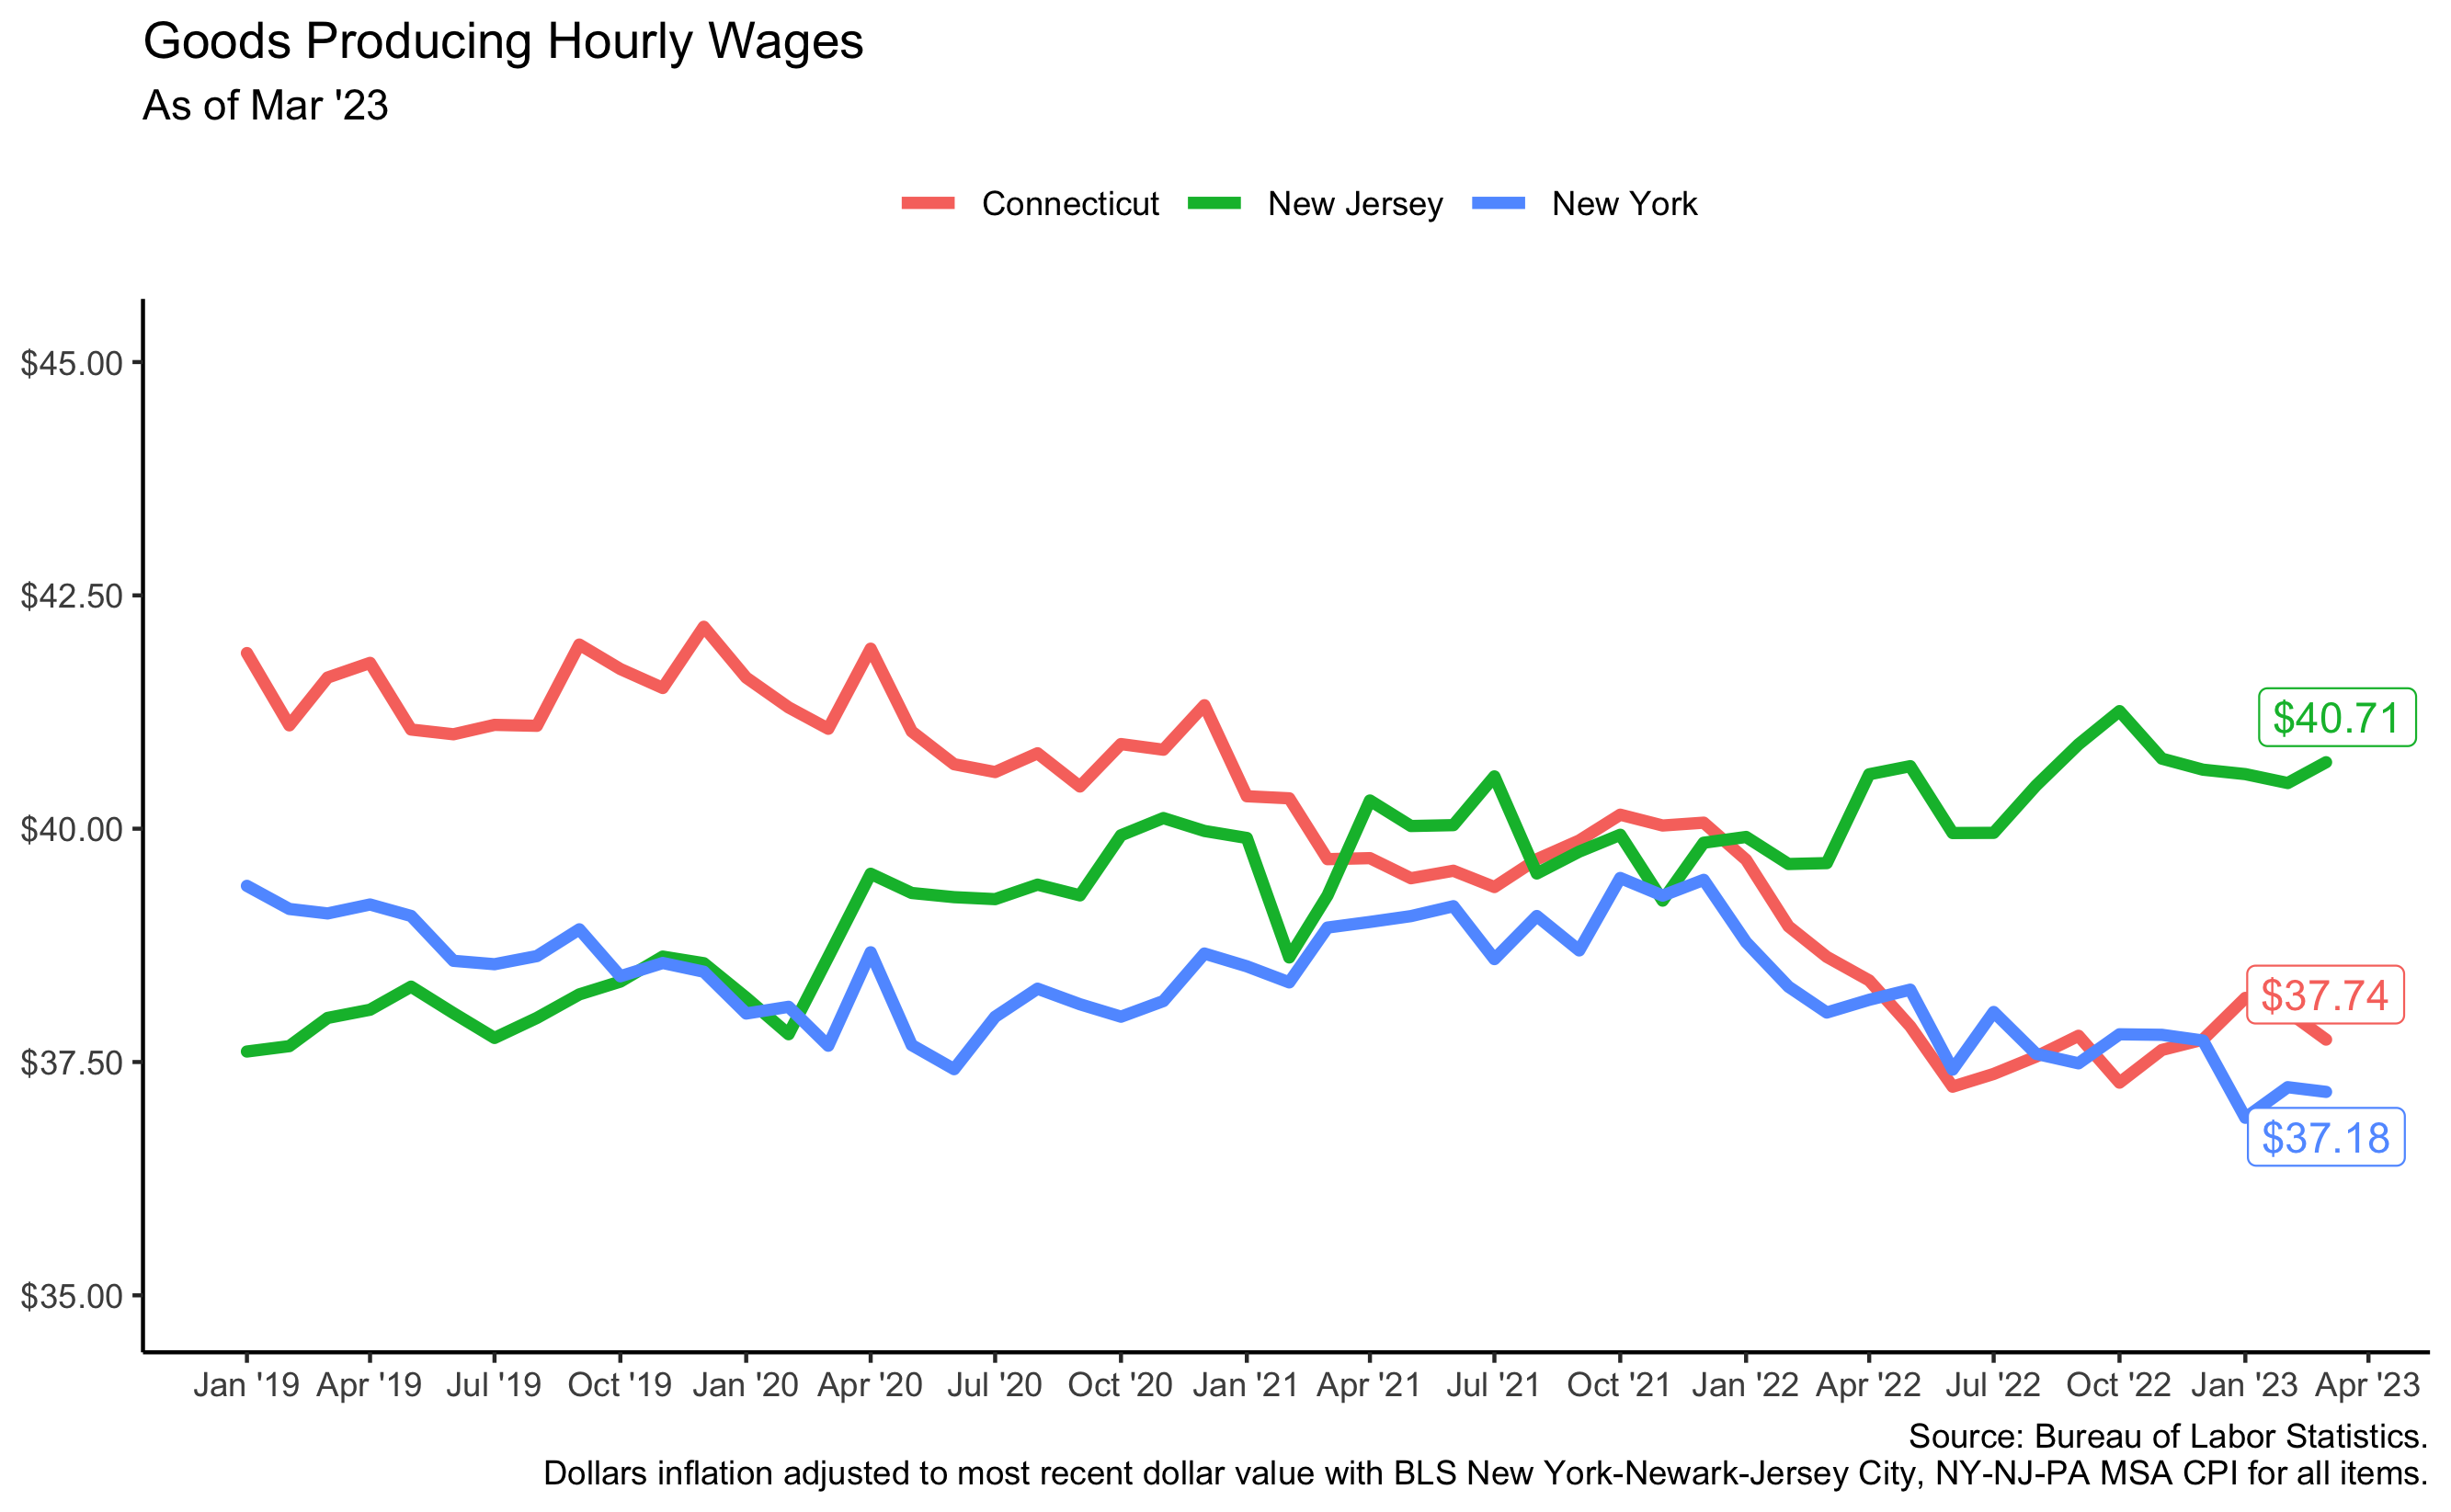 Goods Producing Hourly Wages
As of Mar '23
Connecticut New Jersey New York
$45.00
$42.50
$40.71
$40.00
$37.74
$37.50
$37.18
$35.00
Jan '19 Apr '19 Jul '19 Oct '19 Jan '20 Apr '20 Jul '20 Oct '20 Jan '21 Apr '21 Jul '21 Oct '21 Jan '22 Apr '22 Jul '22 Oct '22 Jan '23 Apr '23
Source: Bureau of Labor Statistics.
Dollars inflation adjusted to most recent dollar value with BLS New York-Newark-Jersey City, NY-NJ-PA MSA CPI for all items.